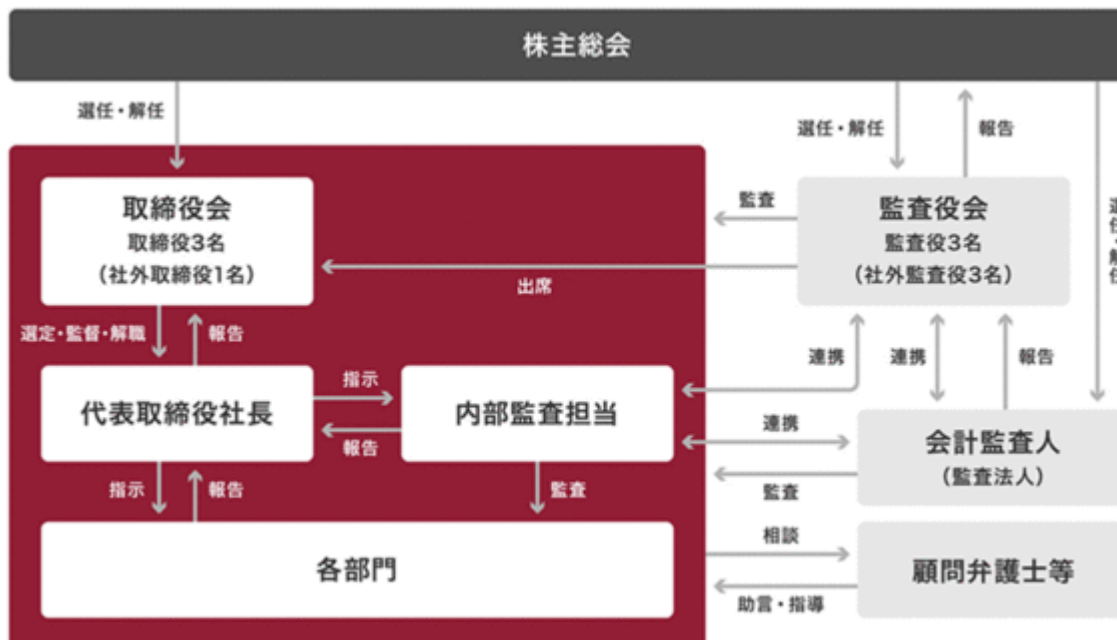 株主総会
選任・解任
選任・解任
報告
選任・解任
取締役会
取締役3名
（社外取締役1名）
監査
監査役会
監査役3名
（社外監査役3名）
出席
選定・監督・解職
報告
連携
連携
報告
代表取締役社長
指示
報告
内部監査担当
連携
監査
会計監査人
（監査法人）
指示
報告
監査
各部門
相談
助言・指導
顧問弁護士等